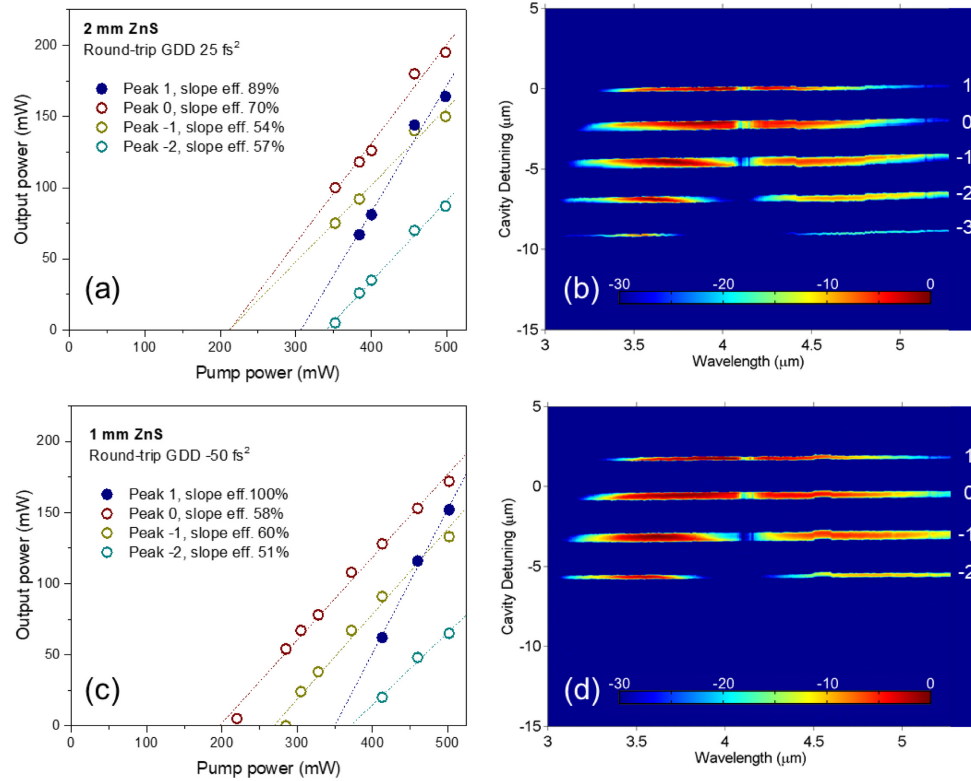 2 mm ZnS
Round-trip GDD 25 fs²
Peak 1, slope eff. 89%
Peak 0, slope eff. 70%
Peak -1, slope eff. 54%
Peak -2, slope eff. 57%
200
150
100
50
0
Output power (mW)
(a)
0 100 200 300 400 500
Pump power (mW)
5
0
-5
-10
-15
Cavity Detuning (μm)
1
0
-1
-2
-3
-30 -20 -10 0
(b)
3 3.5 4 4.5 5
Wavelength (μm)
1 mm ZnS
Round-trip GDD -50 fs²
Peak 1, slope eff.100%
Peak 0, slope eff. 58%
Peak -1, slope eff. 60%
Peak -2, slope eff. 51%
200
150
100
50
0
Output power (mW)
(c)
0 100 200 300 400 500
Pump power (mW)
5
0
-5
-10
-15
Cavity Detuning (μm)
1
0
-1
-2
-30 -20 -10 0
(d)
3 3.5 4 4.5 5
Wavelength (μm)